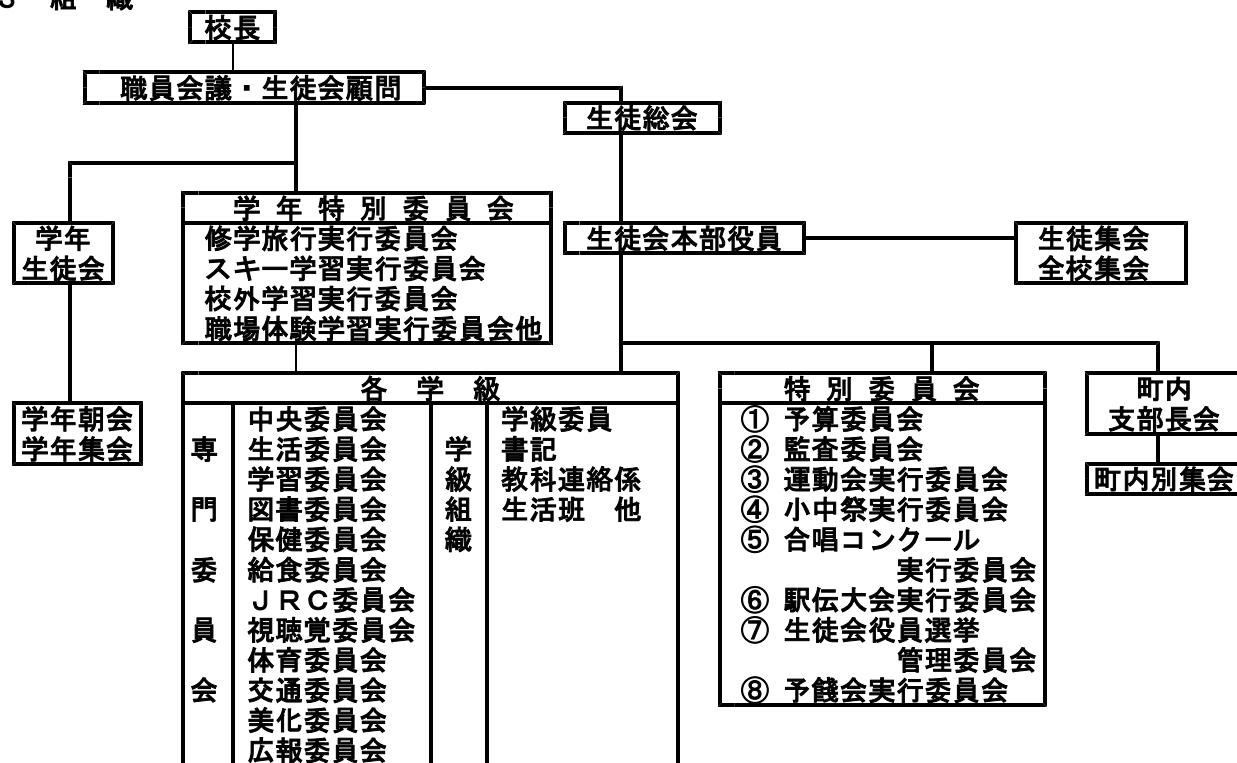 組 織
校長
職員会議・生徒会顧問
生徒総会
学年
生徒会
学年朝会
学年集会
学年特別委員会
修学旅行実行委員会
スキー学習実行委員会
校外学習実行委員会
職場体験学習実行委員会他
生徒会本部役員
生徒集会
全校集会
各学級
専門委員会
中央委員会
生活委員会
学習委員会
図書委員会
保健委員会
給食委員会
ＪＲＣ委員会
視聴覚委員会
体育委員会
交通委員会
美化委員会
広報委員会
学級組織
学級委員
書記
教科連絡係
生活班 他
特別委員会
① 予算委員会
② 監査委員会
③ 運動会実行委員会
④ 小中祭実行委員会
⑤ 合唱コンクール
実行委員会
⑥ 駅伝大会実行委員会
⑦ 生徒会役員選挙
管理委員会
⑧ 予餞会実行委員会
町内
支部長会
町内別集会